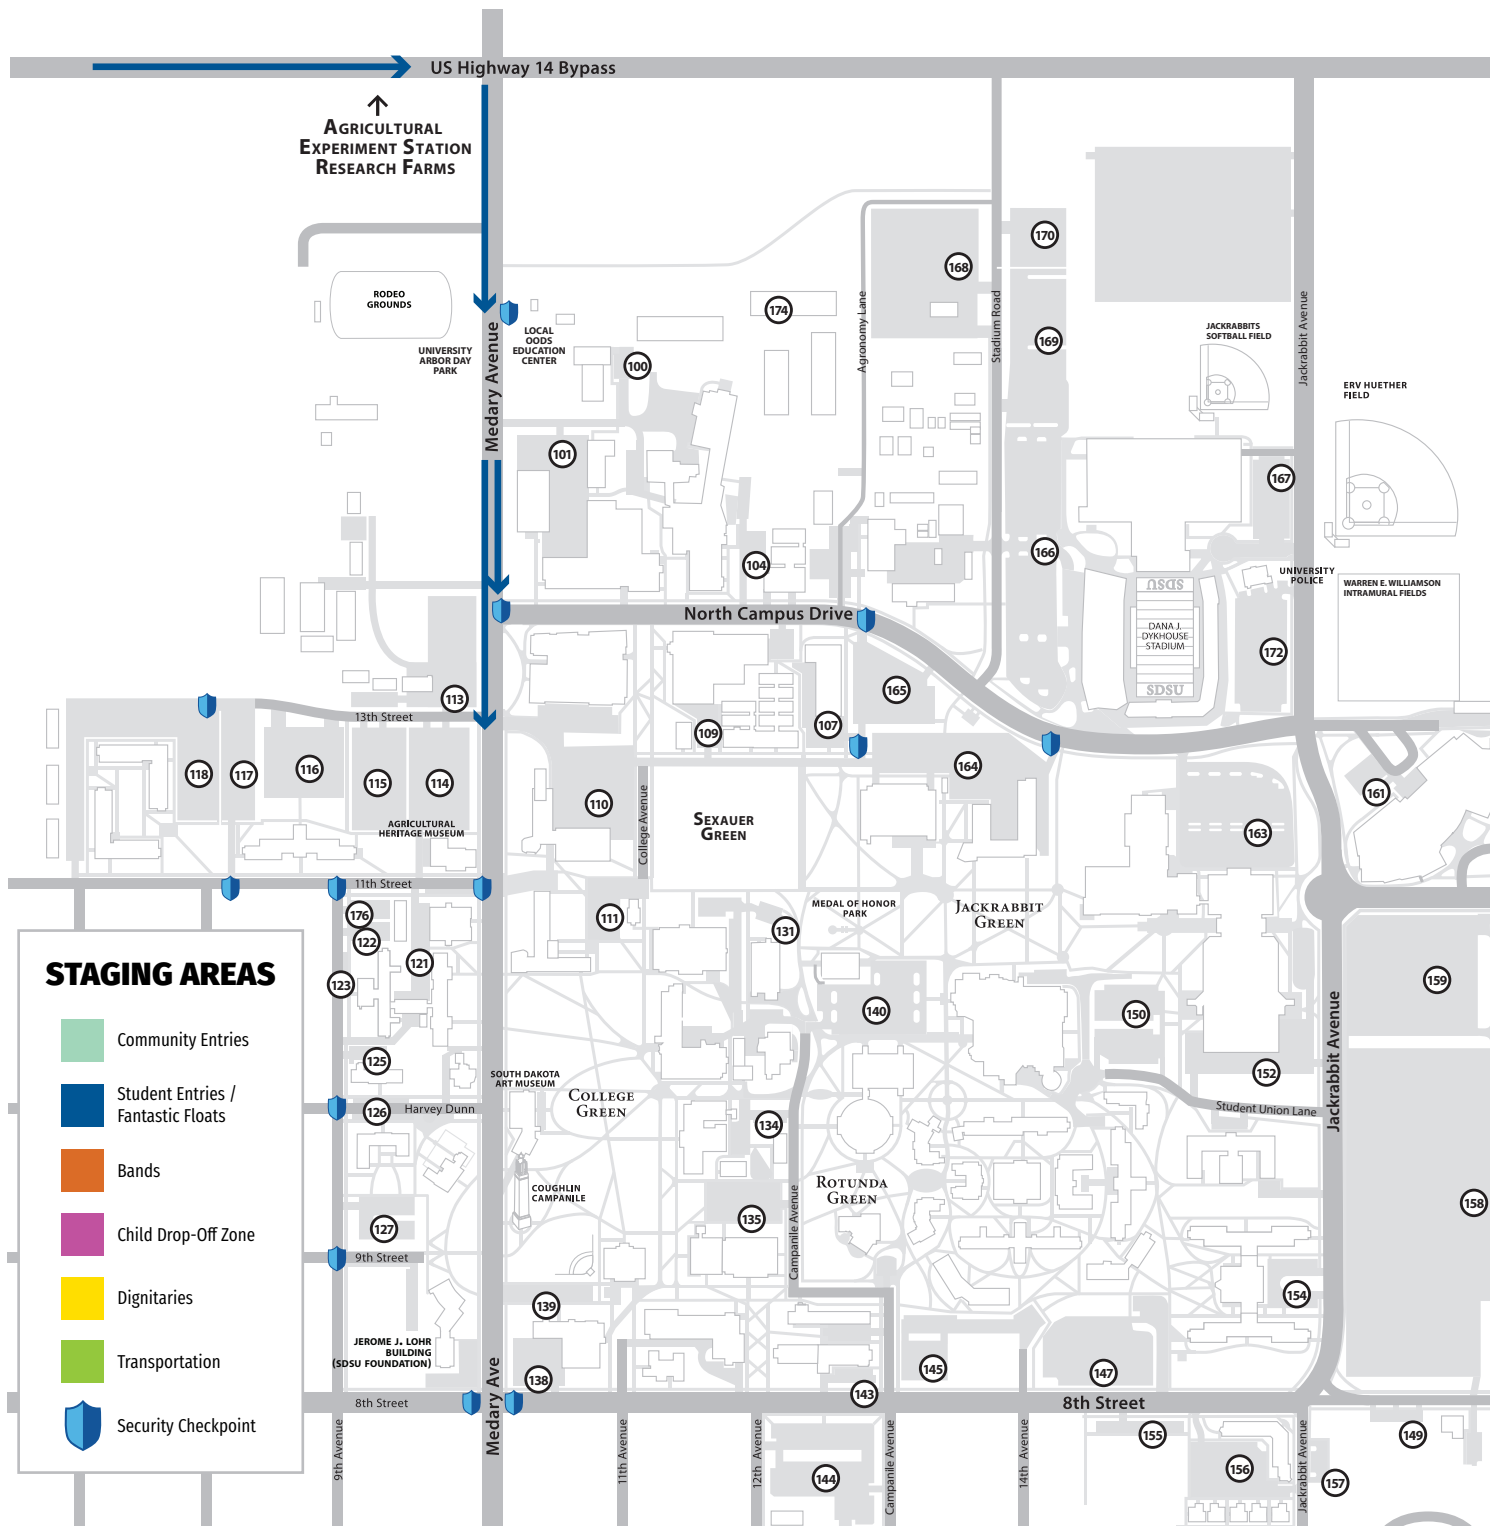 US Highway 14 Bypass
AGRICULTURAL
EXPERIMENT STATION
RESEARCH FARMS
170
168
RODEO
GROUNDS
174
Agronomy Lane
Stadium Road
Jackrabbit Avenue
169
JACKRABBITS
SOFTBALL FIELD
LOCAL
OODS
EDUCATION
CENTER
UNIVERSITY
ARBOR DAY
PARK
Medary Avenue
100
ERV HUETHER
FIELD
101
167
166
104
UNIVERSITY
POLICE
WARREN E. WILLIAMSON
INTRAMURAL FIELDS
SDSU
DANA J.
DYKHOUSE
STADIUM
SDSU
North Campus Drive
172
165
113
13th Street
107
109
118
117
116
115
114
164
161
110
College Avenue
SEXAUER
GREEN
AGRICULTURAL
HERITAGE MUSEUM
163
11th Street
176
111
MEDAL OF HONOR
PARK
JACKRABBIT
GREEN
131
122
121
123
STAGING AREAS
Community Entries
Student Entries /
Fantastic Floats
Bands
Child Drop-Off Zone
Dignitaries
Transportation
Security Checkpoint
159
140
150
Jackrabbit Avenue
125
152
SOUTH DAKOTA
ART MUSEUM
COLLEGE
GREEN
126
Harvey Dunn
Student Union Lane
134
ROTUNDA
GREEN
COUGHLIN
CAMPANILE
158
135
Campanile Avenue
127
9th Street
154
139
JEROME J. LOHR
BUILDING
(SDSU FOUNDATION)
138
145
147
143
8th Street
8th Street
Medary Ave
9th Avenue
11th Avenue
12th Avenue
Campanile Avenue
14th Avenue
Jackrabbit Avenue
155
149
156
157
144